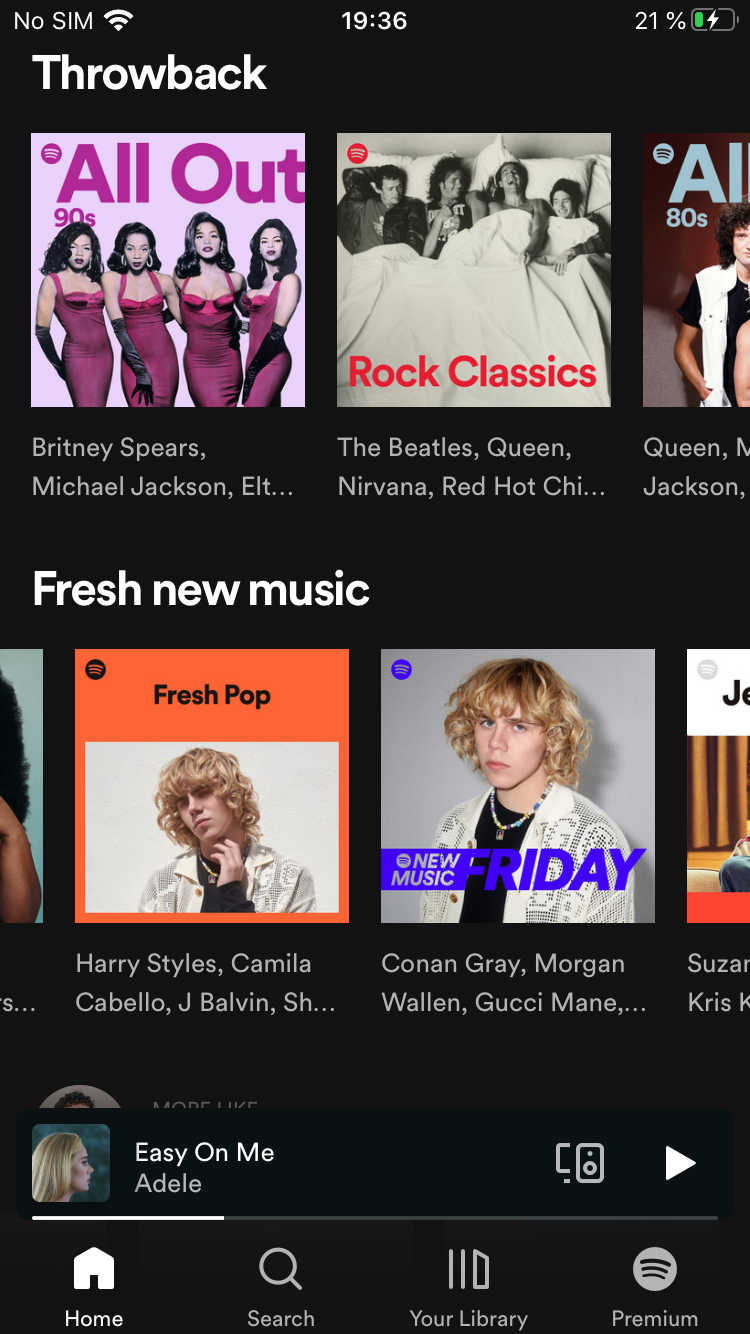 No SIM 19:36 21 %
Throwback
All Out
90s
Rock Classics
All
80s
Britney Spears,
Michael Jackson, Elt...
The Beatles, Queen,
Nirvana, Red Hot Chi...
Queen, M
Jackson,
Fresh new music
Fresh Pop
NEW
MUSIC FRIDAY
Je
rs...
Harry Styles, Camila
Cabello, J Balvin, Sh...
Conan Gray, Morgan
Wallen, Gucci Mane,...
Suzan
Kris K
MORE LIKE
Easy On Me
Adele
Home Search Your Library Premium